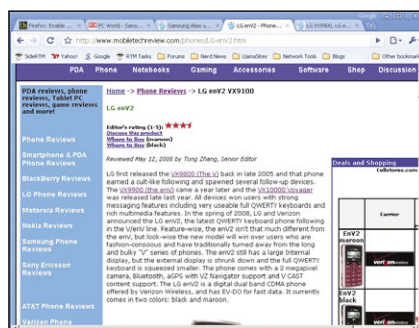 Google
Firefox: Enable ...
PC World - Sams...
Samsung Alias u...
LG enV2 - Phone...
LG VX9800, LG e...
http://www.mobiletechreview.com/phones/LG-enV2.htm
SideRTM
Yahoo!
Google
RTM Tasks
Forums
Nerd News
LlamaSites
Network Tools
Blogs
Other bookmark
PDA Phone Notebooks Gaming Accessories Software Shop Discussion
PDA reviews, phone
reviews, Tablet PC
reviews, game reviews
and more!
Phone Reviews
Smartphone & PDA
Phone Reviews
BlackBerry Reviews
LG Phone Reviews
Motorola Reviews
Nokia Reviews
Samsung Phone
Reviews
Sony Ericsson
Reviews
AT&T Phone Reviews
Verizon Phone
Home -> Phone Reviews -> LG enV2 VX9100
LG enV2
Editor's rating (1-5):
Discuss this product
Where to Buy (maroon)
Where to Buy (black)
Reviewed May 12, 2008 by Tong Zhang, Senior Editor
LG first released the VX9800 (The V) back in late 2005 and that phone
earned a cult-like following and spawned several follow-up devices.
The VX9900 (the enV) came a year later and the VX10000 Voyager
was released late last year. All devices won users with strong
messaging features including very useable full QWERTY keyboards and
rich multimedia features. In the spring of 2008, LG and Verizon
announced the LG enV2, the latest QWERTY keyboard phone following
in the V/enV line. Feature-wise, the enV2 isn't that much different from
the enV, but look-wise the new model will win over users who are
fashion-conscious and have traditionally turned away from the long
and bulky "V" series of phones. The enV2 still has a large internal
display, but the external display is shrunk down and the full QWERTY
keyboard is squeezed smaller. The phone comes with a 2 megapixel
camera, Bluetooth, aGPS with VZ Navigator support and V CAST
content support. The LG enV2 is a digital dual band CDMA phone
offered by Verizon Wireless, and has EV-DO for fast data. It currently
comes in two colors: black and maroon.
Deals and Shopping
Carrier
EnV2
maroon
verizon
EnV2
black
verizon